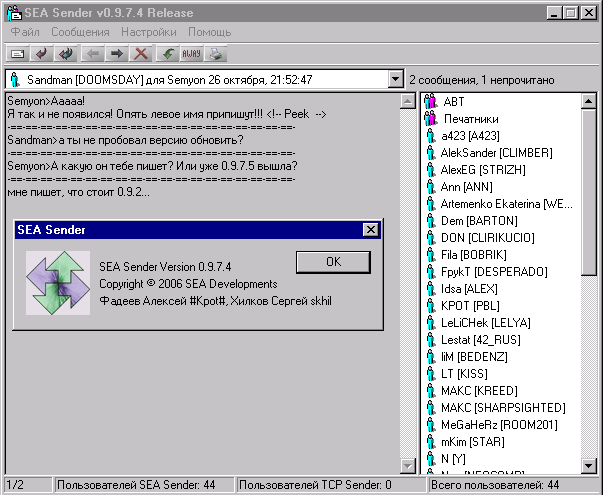 SEA Sender v0.9.7.4 Release
Файл Сообщения Настройки Помощь
AWAY
Sandman [DOOMSDAY] для Semyon 26 октября, 21:52:47
2 сообщения, 1 непрочитано
Semyon>Ааааа!
Я так и не появился! Опять левое имя припишут!!! <!-- Peek -->
-==-==-==-==-==-==-==-==-==-==-==-==-==-==-
Sandman>а ты не пробовал версию обновить?
-==-==-==-==-==-==-==-==-==-==-==-==-==-==-
Semyon>А какую он тебе пишет? Или уже 0.9.7.5 вышла?
-==-==-==-==-==-==-==-==-==-==-==-==-==-==-
мне пишет, что стоит 0.9.2...
SEA Sender
SEA Sender Version 0.9.7.4
Copyright © 2006 SEA Developments
Фадеев Алексей #Kpot#, Хилков Сергей skhil
OK
АВТ
Печатники
a423 [A423]
AlekSander [CLIMBER]
AlexEG [STRIZH]
Ann [ANN]
Artemenko Ekaterina [WE...
Dem [BARTON]
DON [CLIRIKUCIO]
Fila [BOBRIK]
FpykT [DESPERADO]
Idsa [ALEX]
KPOT [PBL]
LeLiCHek [LELYA]
Lestat [42_RUS]
liM [BEDENZ]
LT [KISS]
MAKC [KREED]
MAKC [SHARPSIGHTED]
MeGaHeRz [ROOM201]
mKim [STAR]
N [Y]
1/2
Пользователей SEA Sender: 44
Пользователей TCP Sender: 0
Всего пользователей: 44